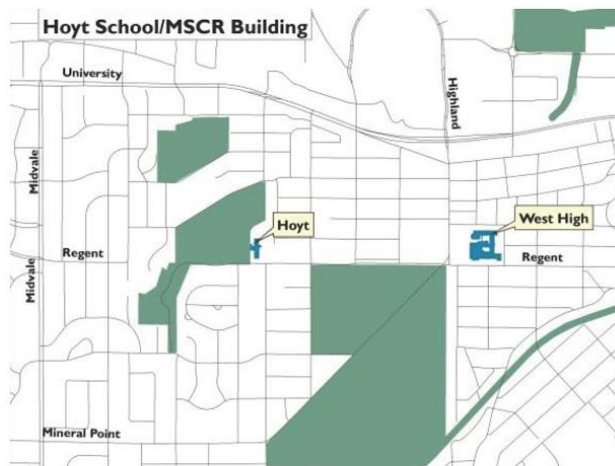 Hoyt School/MSCR Building
University
Highland
Midvale
Hoyt
West High
Regent
Regent
Midvale
Mineral Point